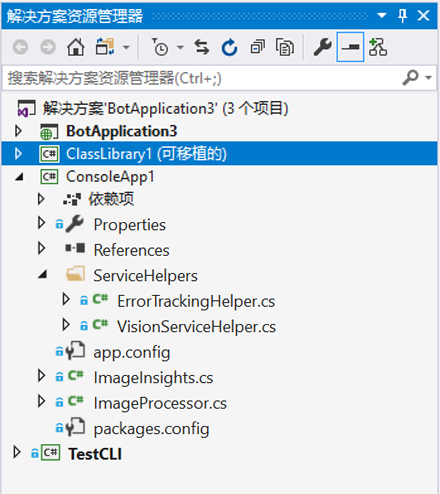 解决方案资源管理器
搜索解决方案资源管理器(Ctrl+;)
解决方案'BotApplication3' (3 个项目)
BotApplication3
C# ClassLibrary1 (可移植的)
C# ConsoleApp1
依赖项
Properties
References
ServiceHelpers
C# ErrorTrackingHelper.cs
C# VisionServiceHelper.cs
app.config
C# ImageInsights.cs
C# ImageProcessor.cs
packages.config
C# TestCLI